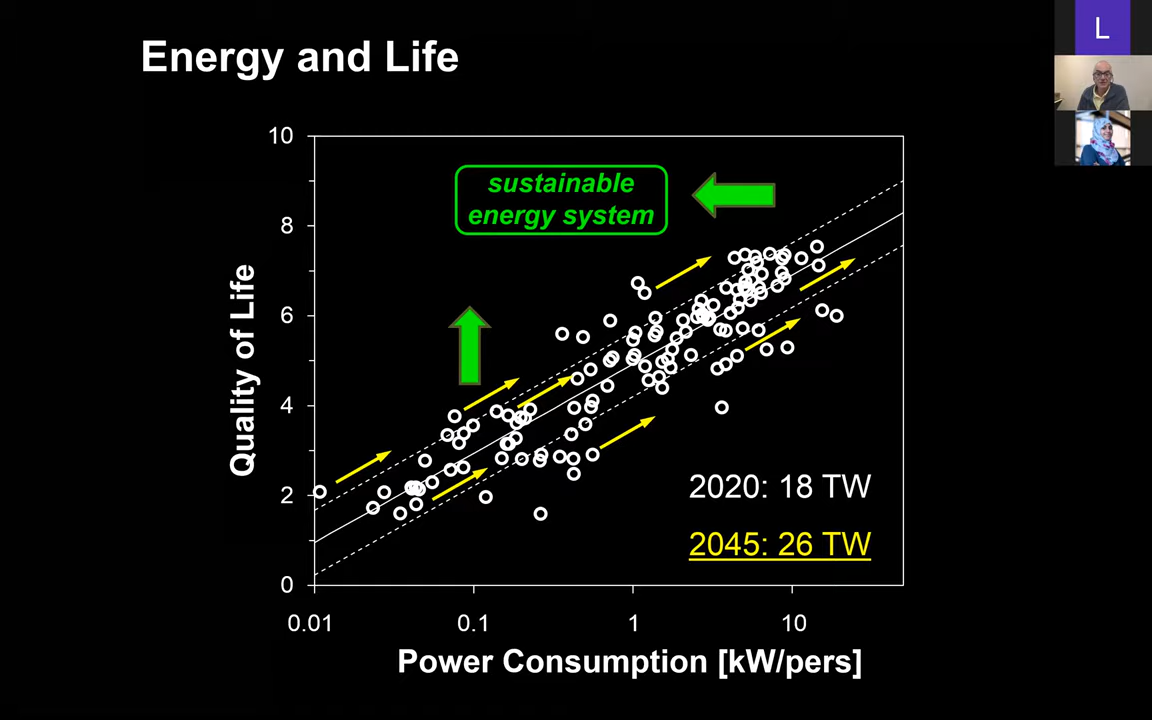 Energy and Life
L
10
8
6
4
2
0
Quality of Life
sustainable
energy system
2020: 18 TW
2045: 26 TW
0.01
0.1
1
10
Power Consumption [kW/pers]